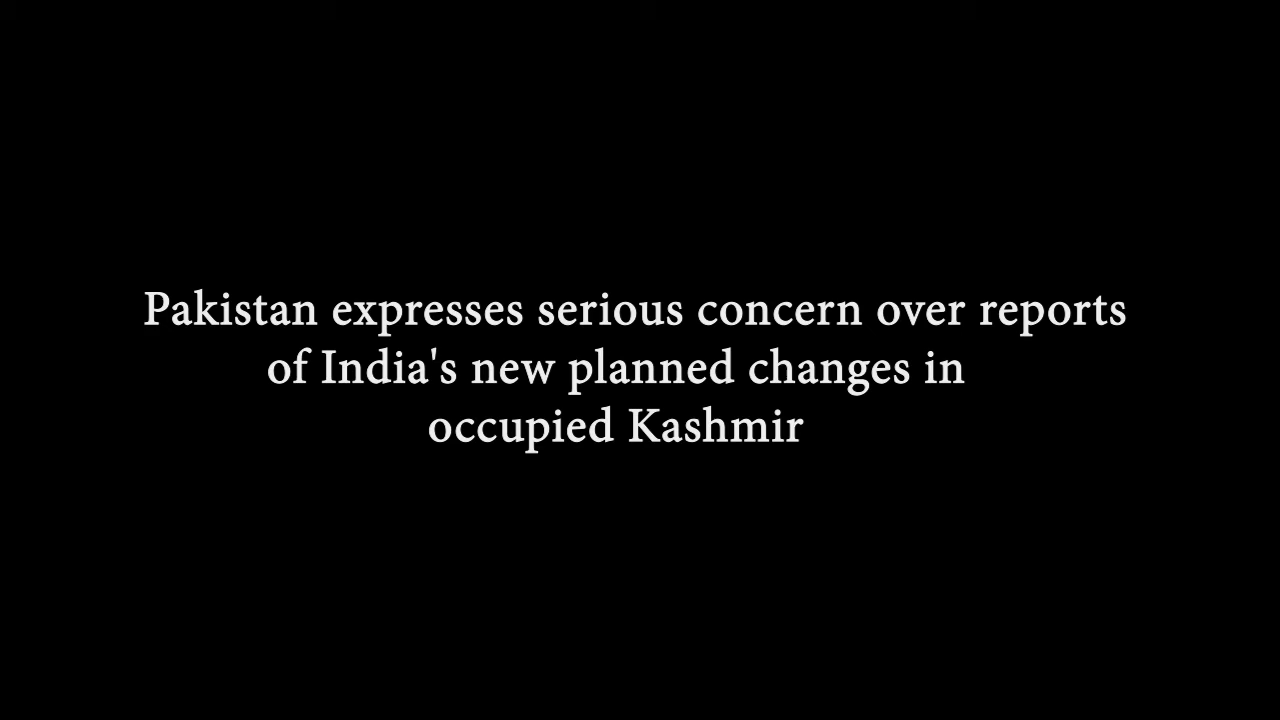 Pakistan expresses serious concern over reports
of India's new planned changes in
occupied Kashmir